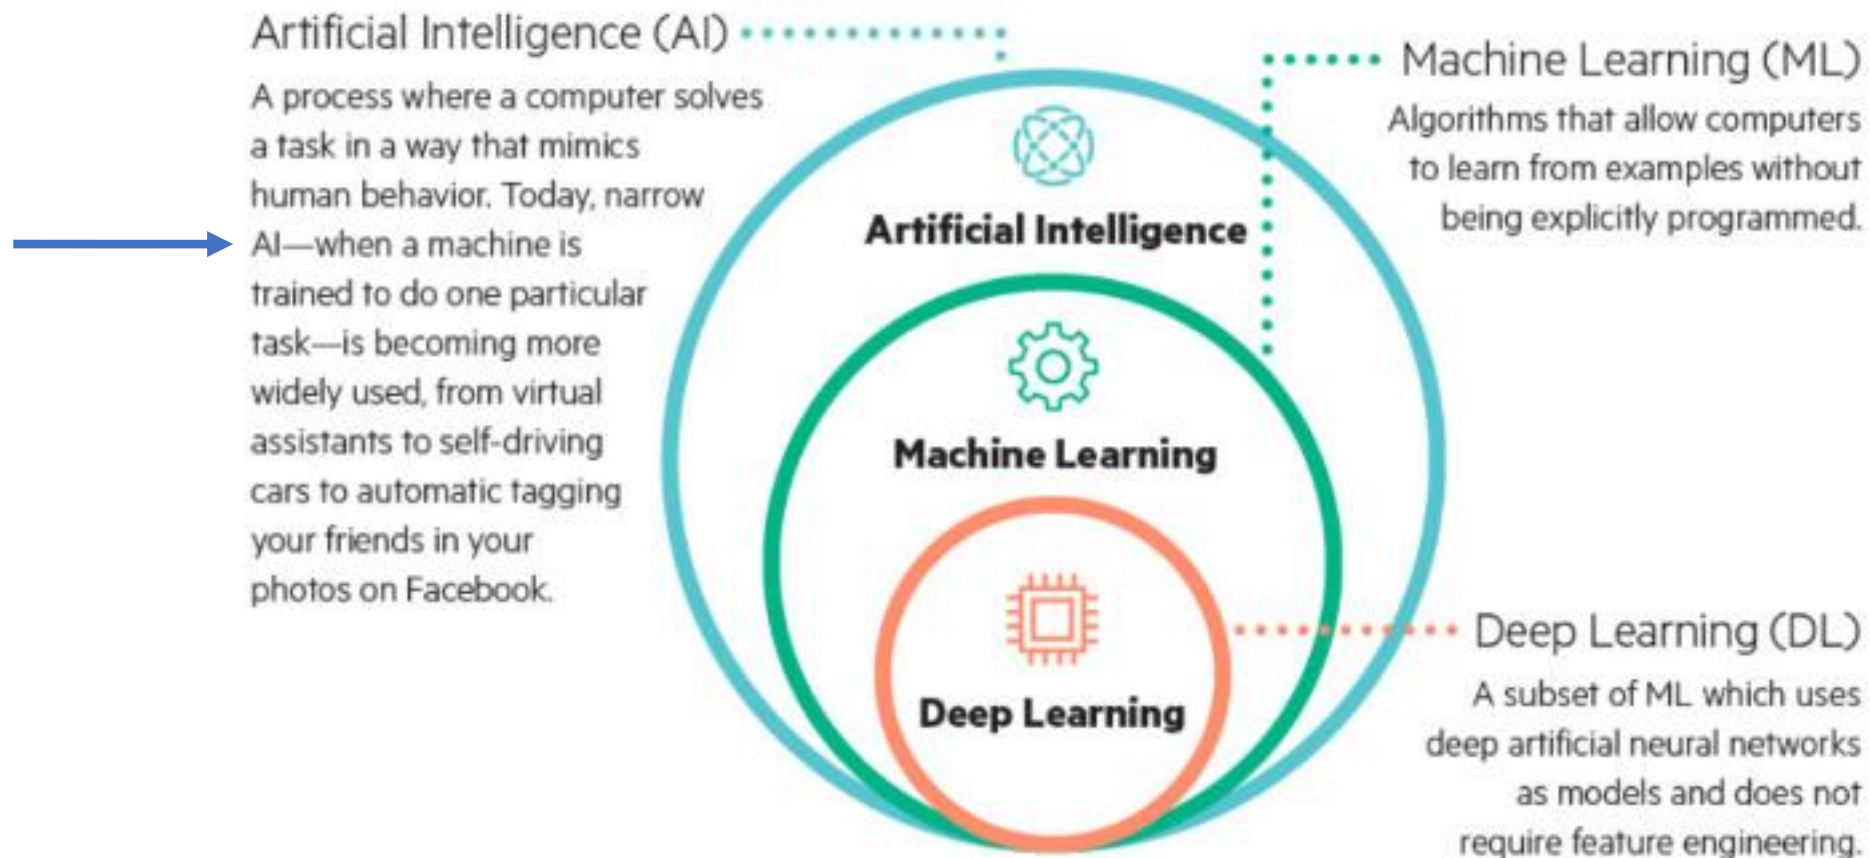 Artificial Intelligence (AI)
A process where a computer solves
a task in a way that mimics
human behavior. Today, narrow
AI—when a machine is
trained to do one particular
task—is becoming more
widely used, from virtual
assistants to self-driving
cars to automatic tagging
your friends in your
photos on Facebook.
Machine Learning (ML)
Algorithms that allow computers
to learn from examples without
being explicitly programmed.
Artificial Intelligence
Machine Learning
Deep Learning
Deep Learning (DL)
A subset of ML which uses
deep artificial neural networks
as models and does not
require feature engineering.